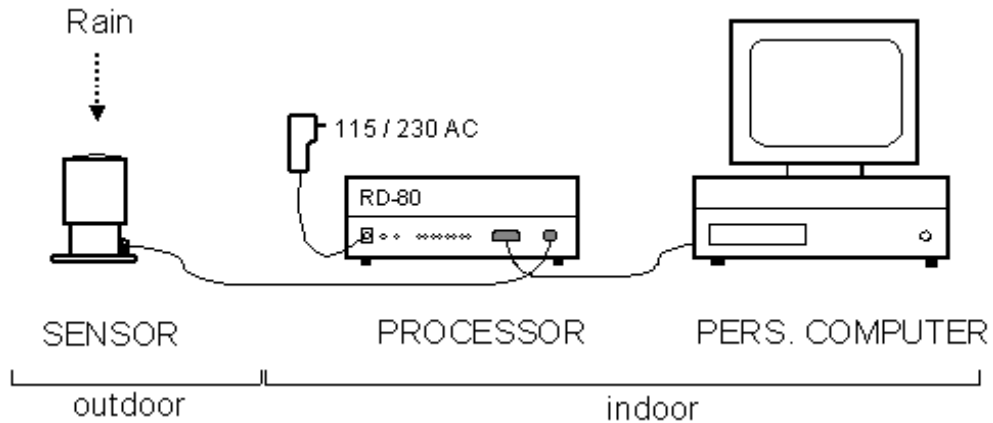 Rain
115 / 230 AC
RD-80
SENSOR
PROCESSOR
PERS. COMPUTER
outdoor
indoor